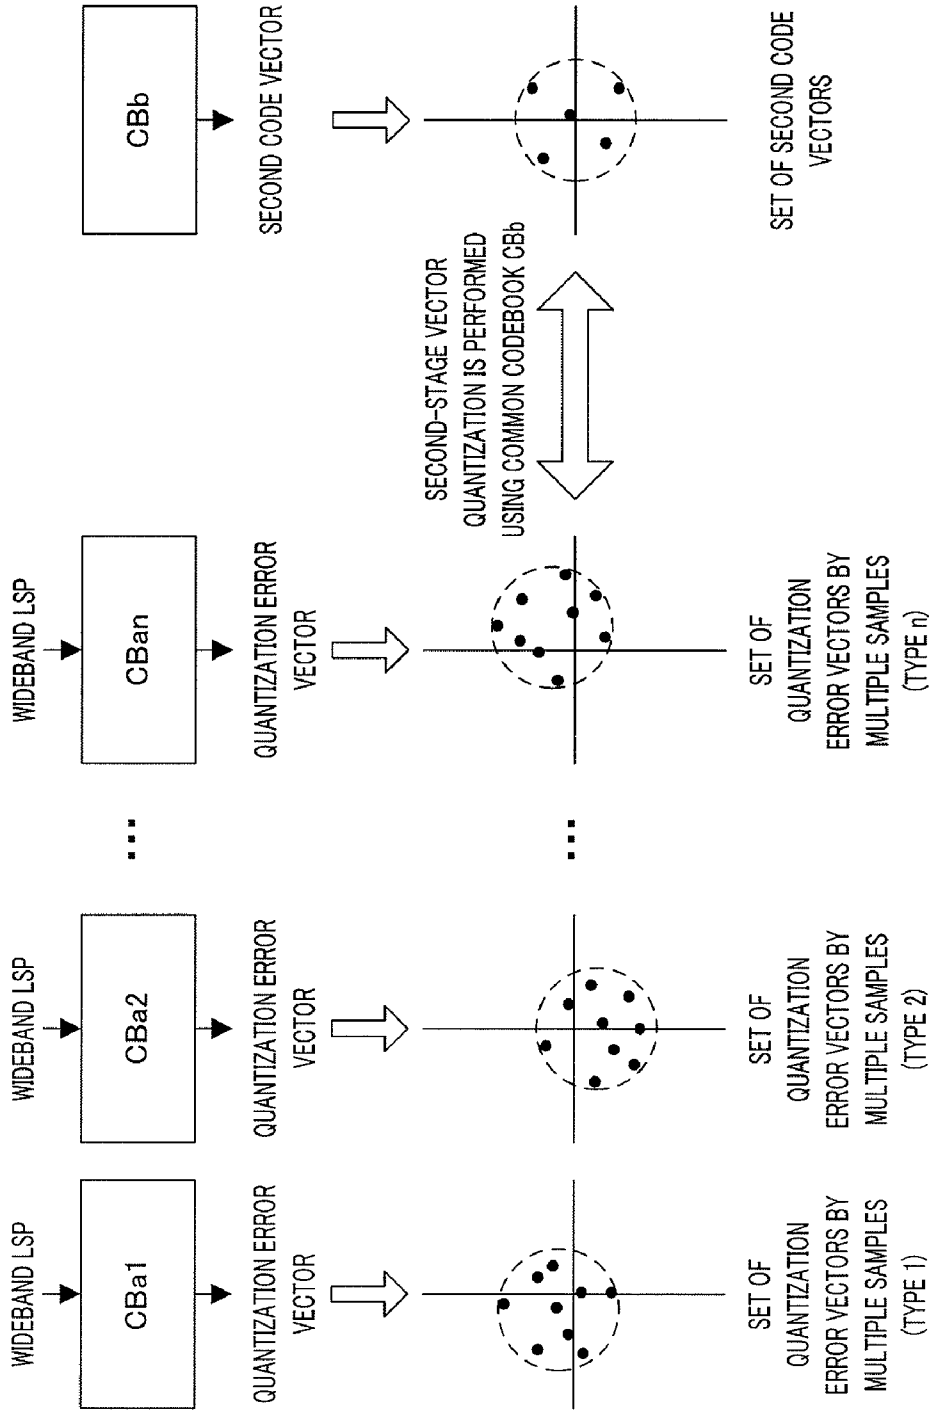 WIDEBAND LSP
CBa1
QUANTIZATION ERROR
VECTOR
SET OF
QUANTIZATION
ERROR VECTORS BY
MULTIPLE SAMPLES
(TYPE 1)
WIDEBAND LSP
CBa2
QUANTIZATION ERROR
VECTOR
SET OF
QUANTIZATION
ERROR VECTORS BY
MULTIPLE SAMPLES
(TYPE 2)
...
...
WIDEBAND LSP
CBan
QUANTIZATION ERROR
VECTOR
SET OF
QUANTIZATION
ERROR VECTORS BY
MULTIPLE SAMPLES
(TYPE n)
SECOND-STAGE VECTOR
QUANTIZATION IS PERFORMED
USING COMMON CODEBOOK CBb
CBb
SECOND CODE VECTOR
SET OF SECOND CODE
VECTORS